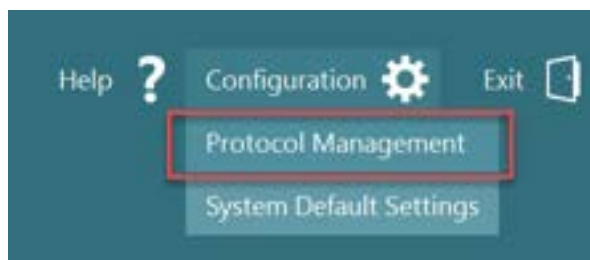 Help ? Configuration Exit
Protocol Management
System Default Settings